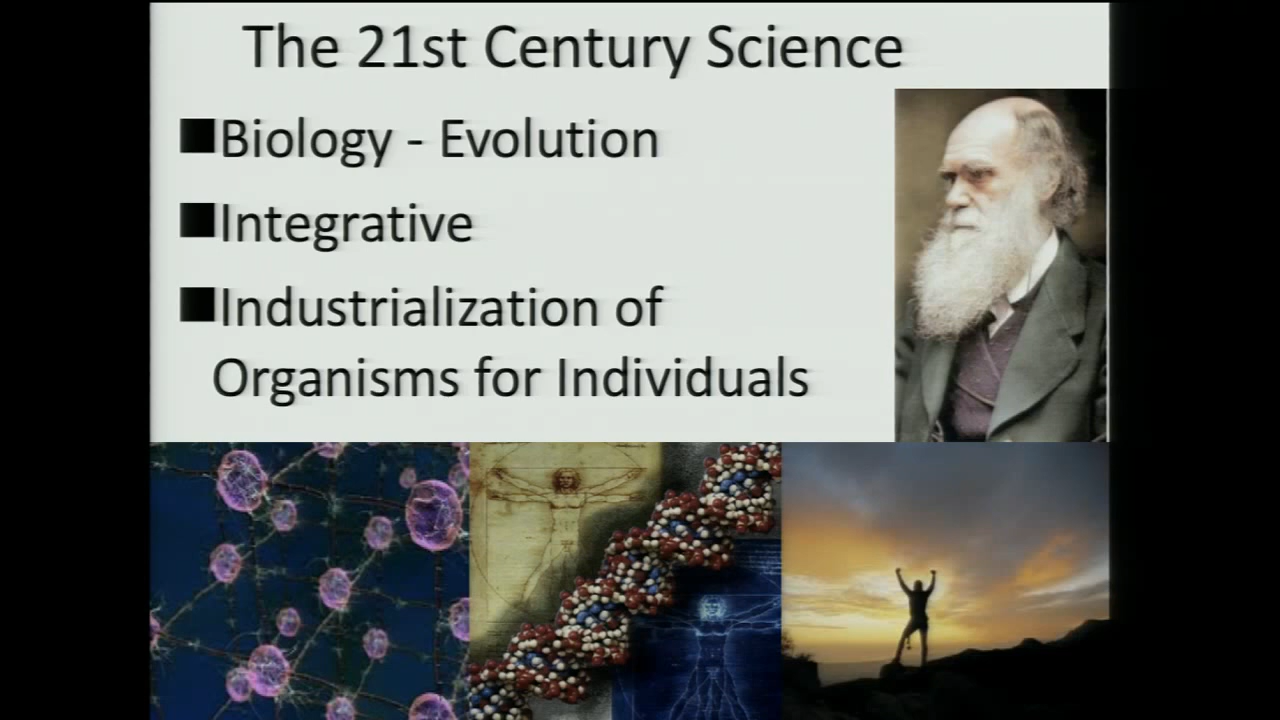 The 21st Century Science
Biology - Evolution
Integrative
Industrialization of
Organisms for Individuals